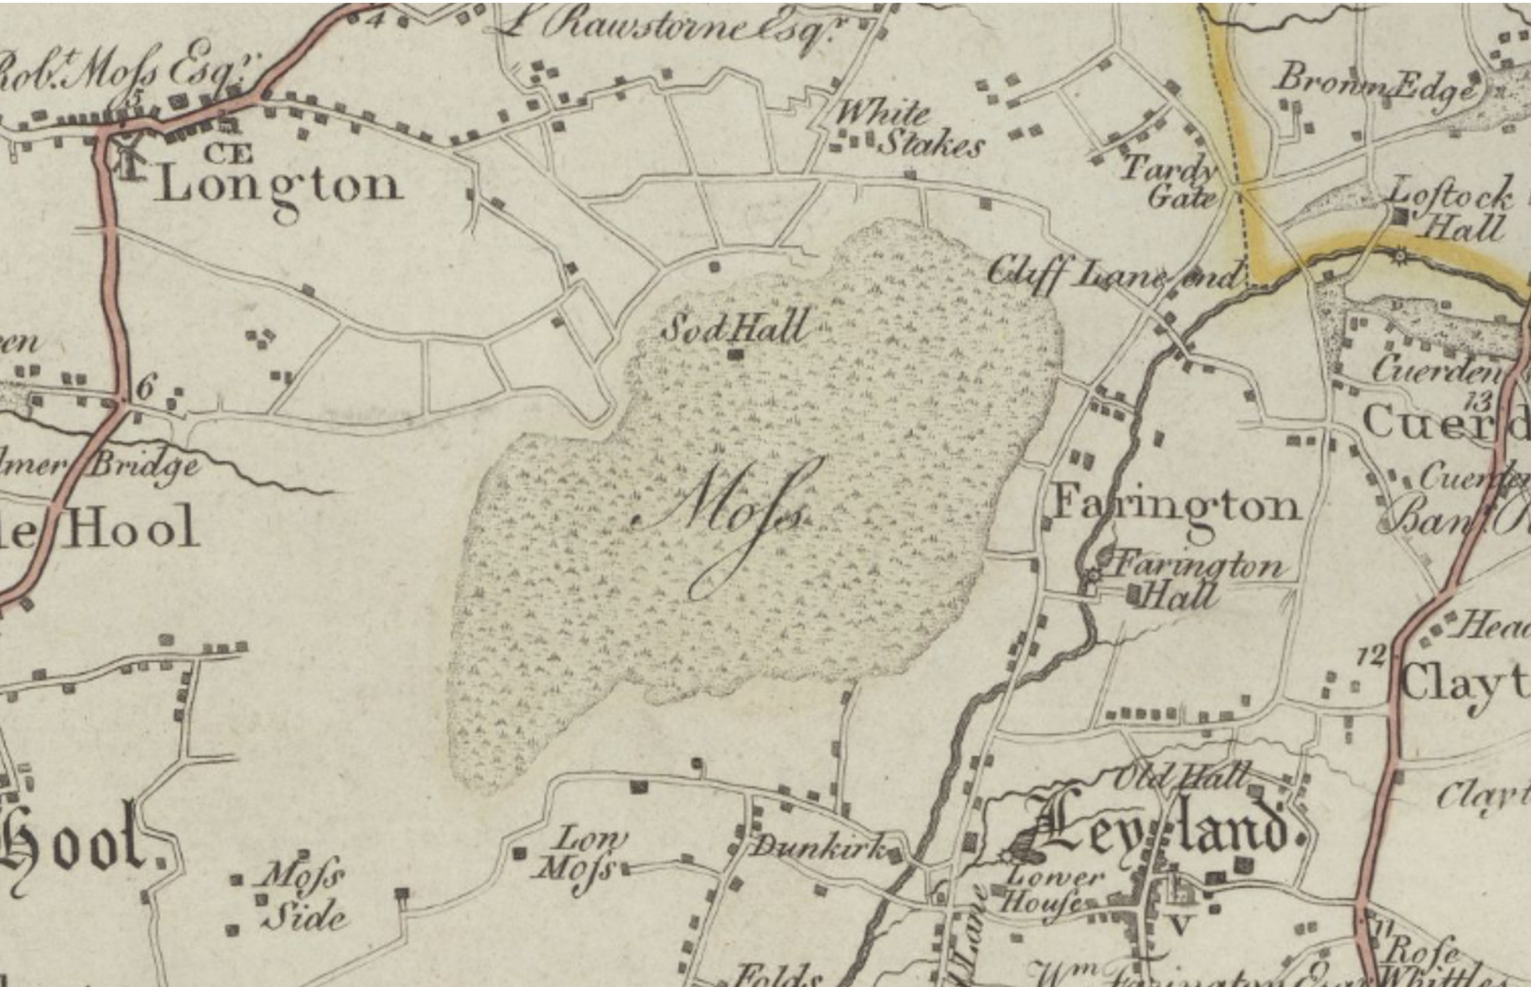 4
Rawstorne Esqr.
Robt. Moſs Esqr.
5
CE
Longton
White
Stakes
Brown Edge
Tardy
Gate
Loſtock
Hall
Cliff Lane end
Sod Hall
6
Bridge
Hool
Moſs
Cuerden
13
Cuerd
Cuerden
Farington
Farington
Hall
12
Clayt
Old Hall
Leyland
Hool
Clayt
Low
Moſs
Dunkirk
Lower
Houſe
Moſs
Side
Lane
V
11
Roſe
Whittles
Folds
Wm Farington Esqr